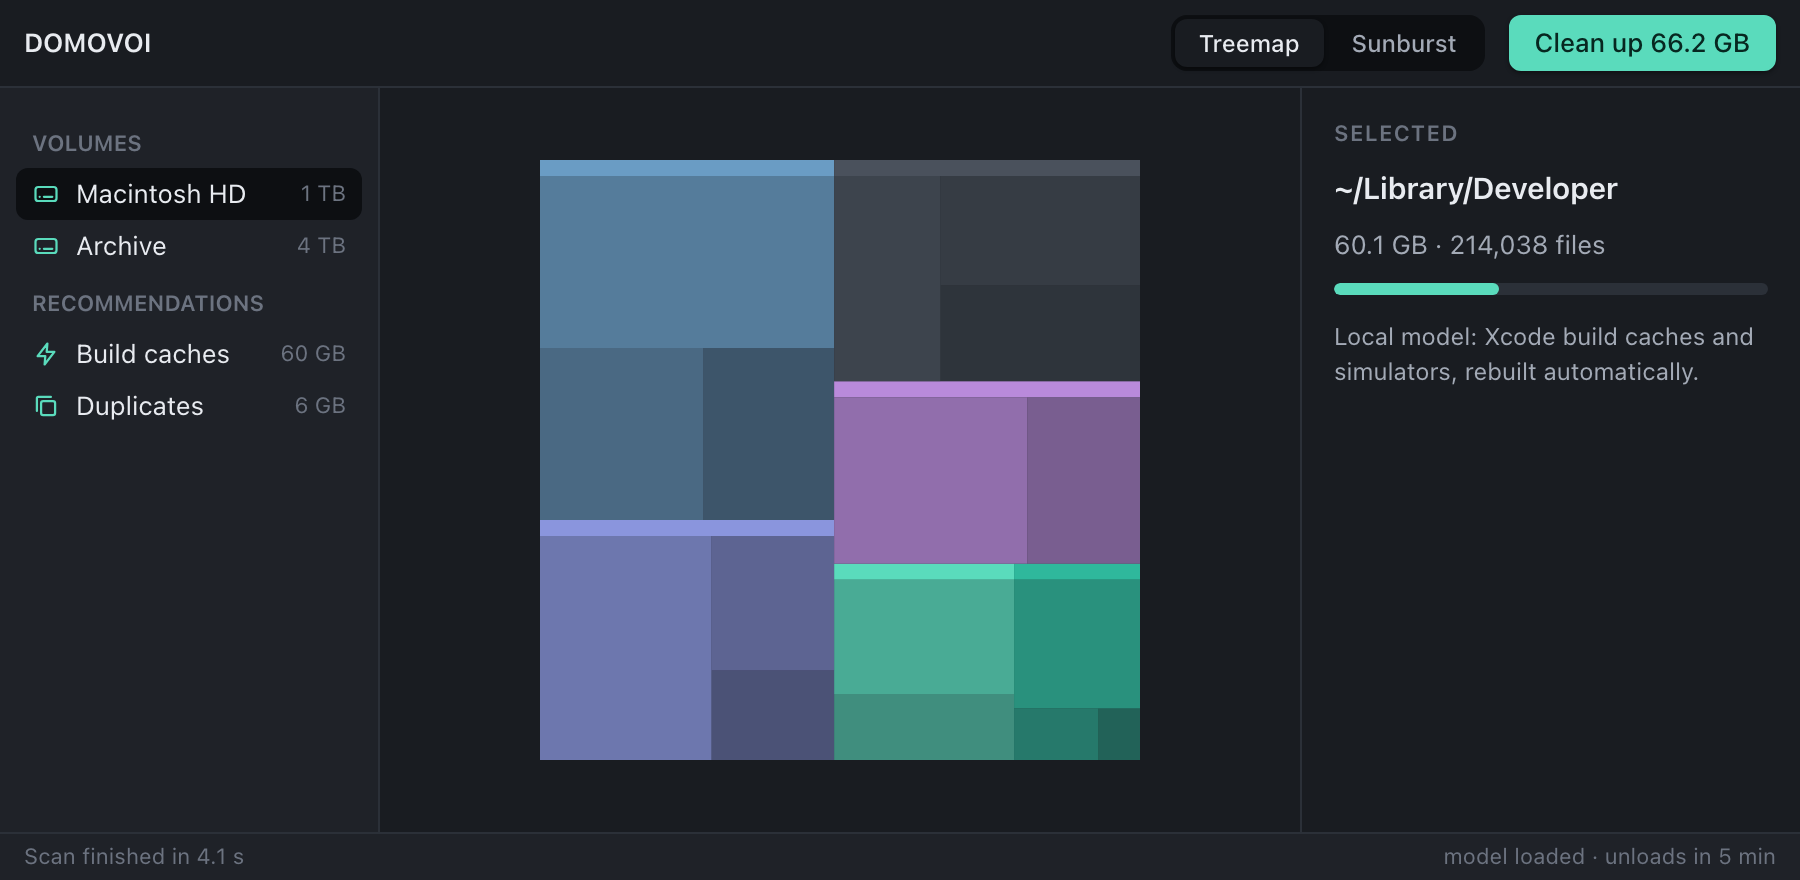 DOMOVOI
Treemap
Sunburst
Clean up 66.2 GB
VOLUMES
Macintosh HD 1 TB
Archive 4 TB
RECOMMENDATIONS
Build caches 60 GB
Duplicates 6 GB
SELECTED
~/Library/Developer
60.1 GB · 214,038 files
Local model: Xcode build caches and
simulators, rebuilt automatically.
Scan finished in 4.1 s
model loaded · unloads in 5 min